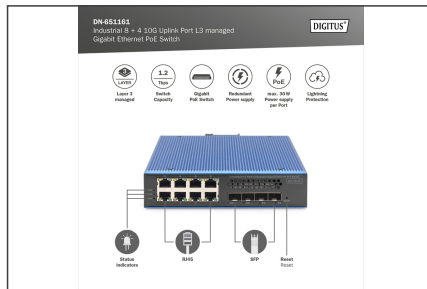 DN-651161
Industrial 8 + 4 10G Uplink Port L3 managed
Gigabit Ethernet PoE Switch
DIGITUS®
3
LAYER
1.2
Tbps
PoE
Layer 3
managed
Switch
Capacity
Gigabit
PoE Switch
Redundant
Power supply
max. 30 W
Power supply
per Port
Lightning
Protection
Status
indicators
RJ45
SFP
Reset
Reset